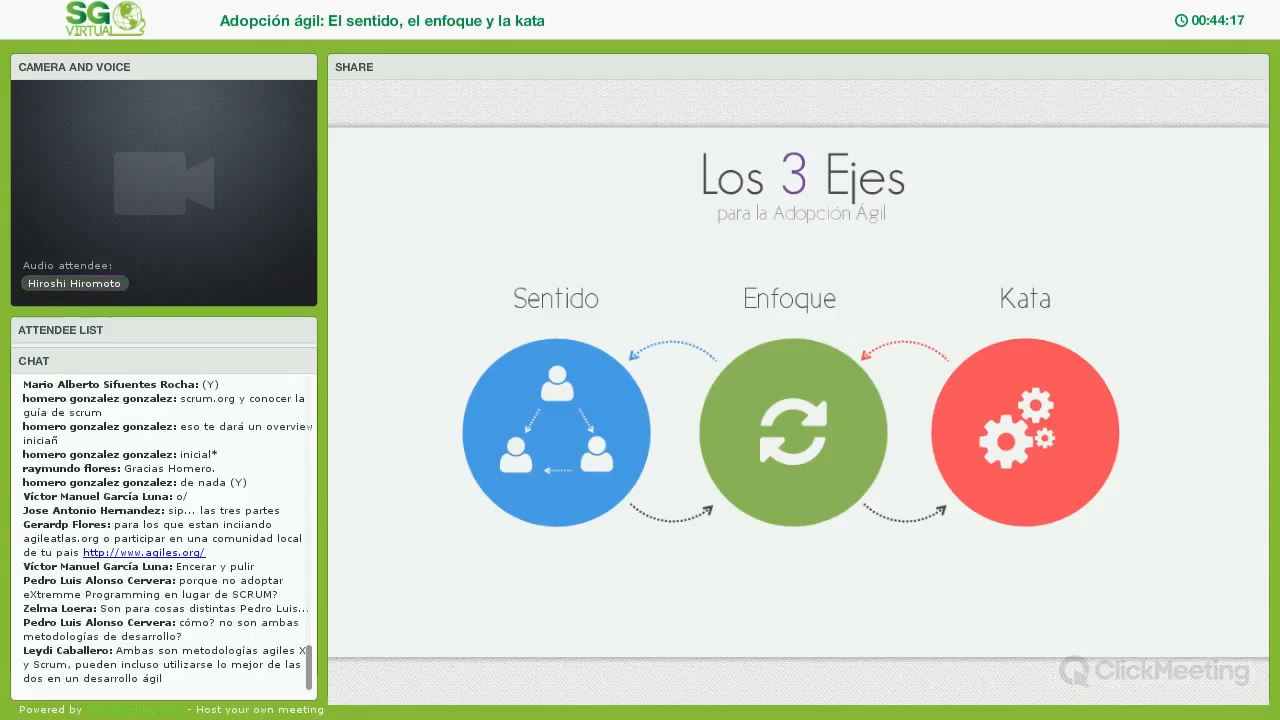 SG
VIRTUAL
Adopción ágil: El sentido, el enfoque y la kata
00:44:17
CAMERA AND VOICE
Audio attendee:
Hiroshi Hiromoto
ATTENDEE LIST
CHAT
Mario Alberto Sifuentes Rocha: (Y)
homero gonzalez gonzalez: scrum.org y conocer la
guía de scrum
homero gonzalez gonzalez: eso te dará un overview
iniciañ
homero gonzalez gonzalez: inicial*
raymundo flores: Gracias Homero.
homero gonzalez gonzalez: de nada (Y)
Víctor Manuel García Luna: o/
Jose Antonio Hernandez: sip... las tres partes
Gerardp Flores: para los que estan inciiando
agileatlas.org o participar en una comunidad local
de tu pais http://www.agiles.org/
Víctor Manuel García Luna: Encerar y pulir
Pedro Luis Alonso Cervera: porque no adoptar
eXtremme Programming en lugar de SCRUM?
Zelma Loera: Son para cosas distintas Pedro Luis...
Pedro Luis Alonso Cervera: cómo? no son ambas
metodologías de desarrollo?
Leydi Caballero: Ambas son metodologías agiles X
y Scrum, pueden incluso utilizarse lo mejor de las
dos en un desarrollo ágil
Powered by - Host your own meeting
SHARE
Los 3 Ejes
para la Adopción Ágil
Sentido
Enfoque
Kata
ClickMeeting